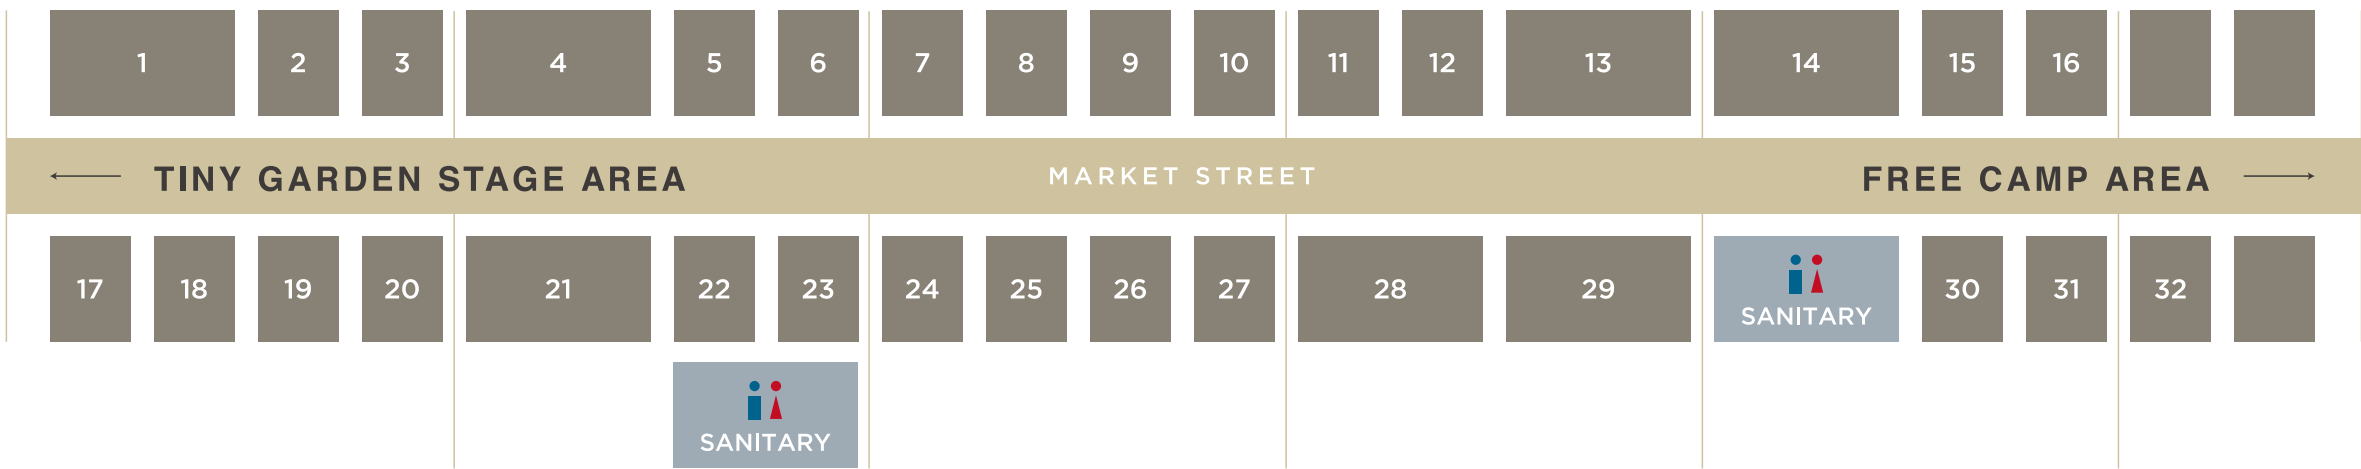 1 2 3 4 5 6 7 8 9 10 11 12 13 14 15 16
TINY GARDEN STAGE AREA MARKET STREET FREE CAMP AREA
17 18 19 20 21 22 23 24 25 26 27 28 29 30 31 32
SANITARY
SANITARY